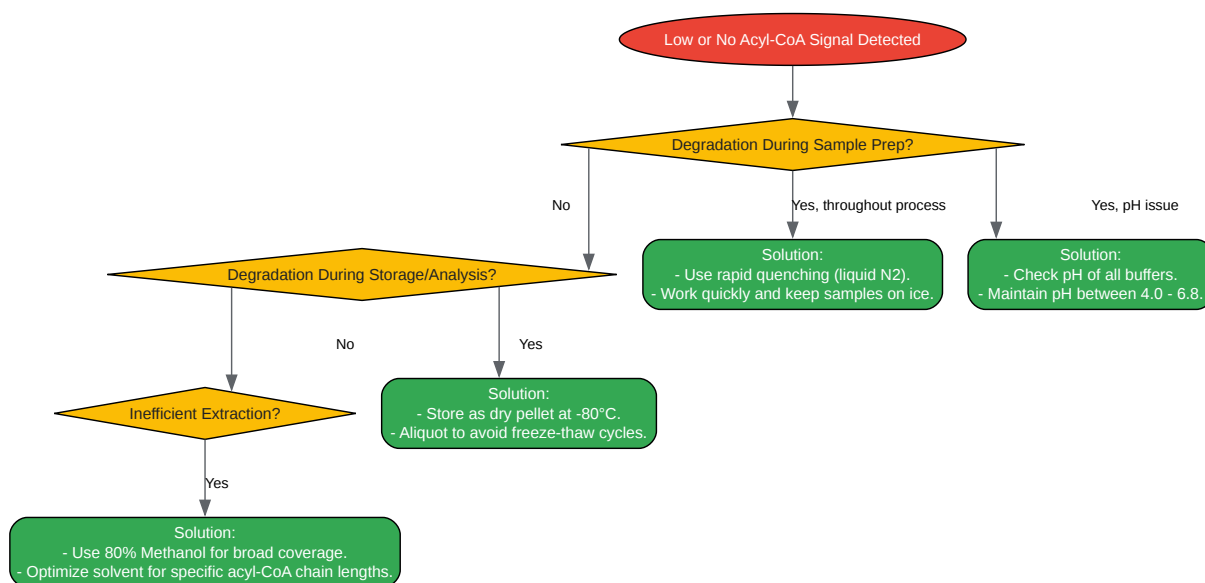 Low or No Acyl-CoA Signal Detected
Degradation During Sample Prep?
No
Yes, throughout process
Yes, pH issue
Degradation During Storage/Analysis?
Solution:
- Use rapid quenching (liquid N2).
- Work quickly and keep samples on ice.
Solution:
- Check pH of all buffers.
- Maintain pH between 4.0 - 6.8.
No
Yes
Inefficient Extraction?
Solution:
- Store as dry pellet at -80°C.
- Aliquot to avoid freeze-thaw cycles.
Yes
Solution:
- Use 80% Methanol for broad coverage.
- Optimize solvent for specific acyl-CoA chain lengths.